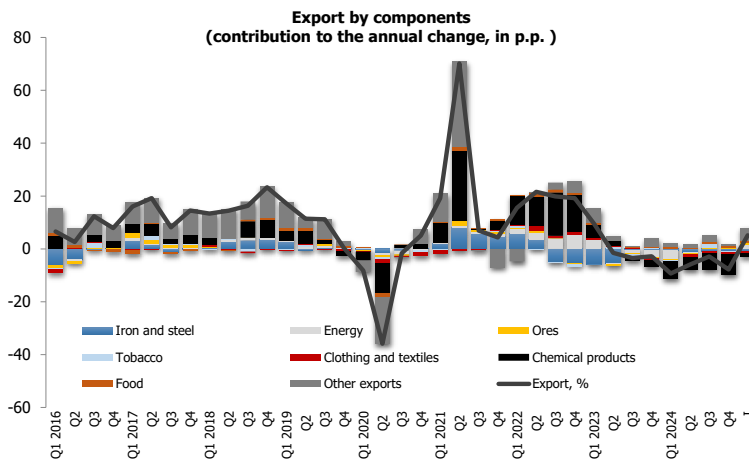 Export by components
(contribution to the annual change, in p.p. )
80
60
40
20
0
-20
-40
-60
Iron and steel
Energy
Ores
Tobacco
Clothing and textiles
Chemical products
Food
Other exports
Export, %
Q1 2016
Q2
Q3
Q4
Q1 2017
Q2
Q3
Q4
Q1 2018
Q2
Q3
Q4
Q1 2019
Q2
Q3
Q4
Q1 2020
Q2
Q3
Q4
Q1 2021
Q2
Q3
Q4
Q1 2022
Q2
Q3
Q4
Q1 2023
Q2
Q3
Q4
Q1 2024
Q2
Q3
Q4